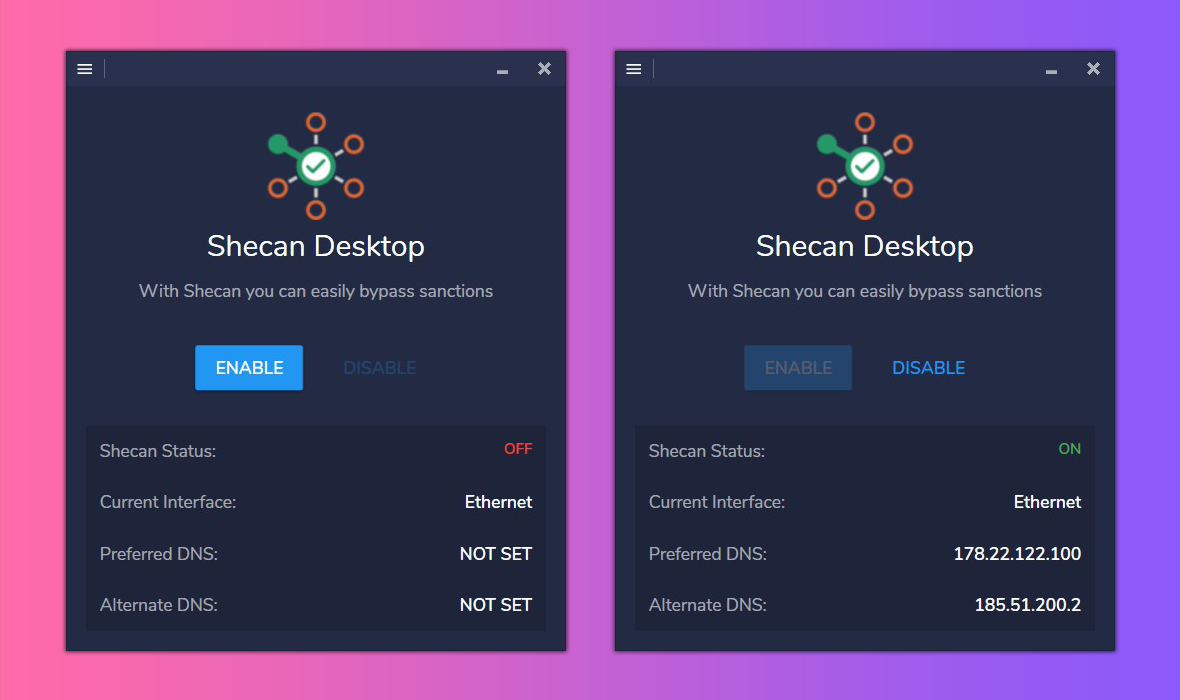 Shecan Desktop
With Shecan you can easily bypass sanctions
ENABLE DISABLE
Shecan Status: OFF
Current Interface: Ethernet
Preferred DNS: NOT SET
Alternate DNS: NOT SET
Shecan Desktop
With Shecan you can easily bypass sanctions
ENABLE DISABLE
Shecan Status: ON
Current Interface: Ethernet
Preferred DNS: 178.22.122.100
Alternate DNS: 185.51.200.2